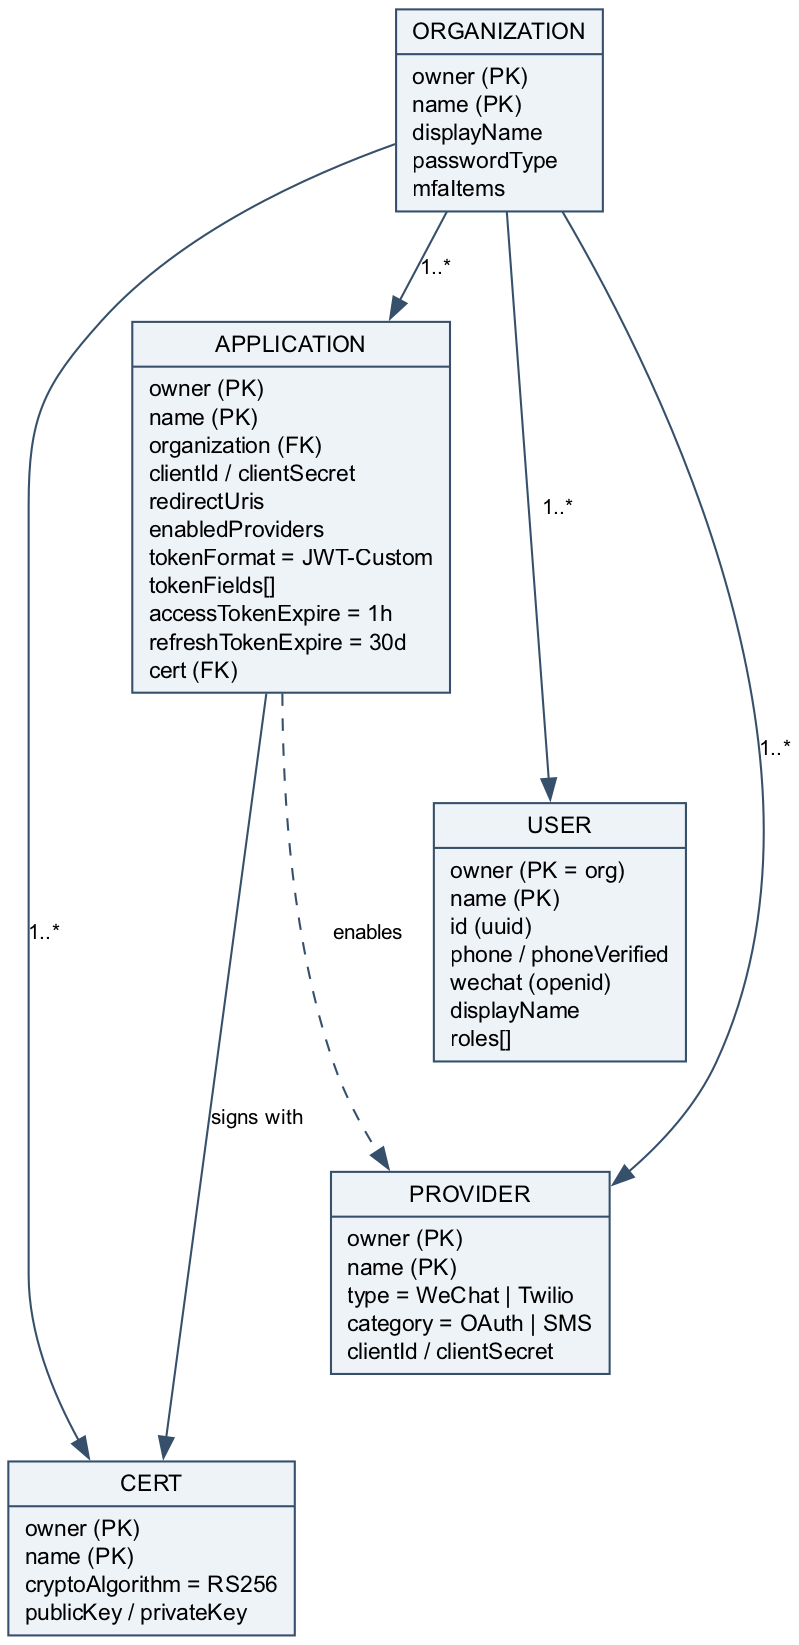 ORGANIZATION
owner (PK)
name (PK)
displayName
passwordType
mfaItems
1..*
APPLICATION
owner (PK)
name (PK)
organization (FK)
clientId / clientSecret
redirectUris
enabledProviders
tokenFormat = JWT-Custom
tokenFields[]
accessTokenExpire = 1h
refreshTokenExpire = 30d
cert (FK)
1..*
1..*
USER
owner (PK = org)
name (PK)
id (uuid)
phone / phoneVerified
wechat (openid)
displayName
roles[]
1..*
enables
signs with
PROVIDER
owner (PK)
name (PK)
type = WeChat | Twilio
category = OAuth | SMS
clientId / clientSecret
CERT
owner (PK)
name (PK)
cryptoAlgorithm = RS256
publicKey / privateKey